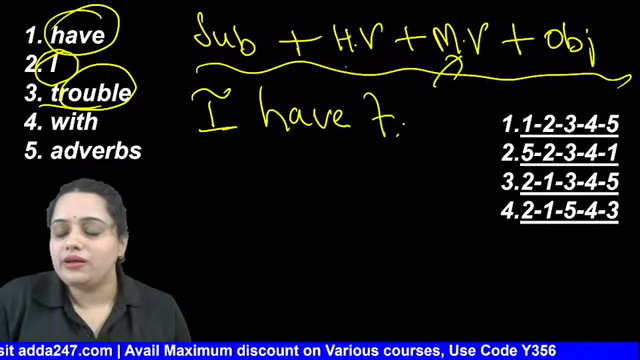 1. have
2. I
3. trouble
4. with
5. adverbs
Sub + H.V + M.V + Obj
I have t
1. 1-2-3-4-5
2. 5-2-3-4-1
3. 2-1-3-4-5
4. 2-1-5-4-3
sit adda247.com | Avail Maximum discount on Various courses, Use Code Y356